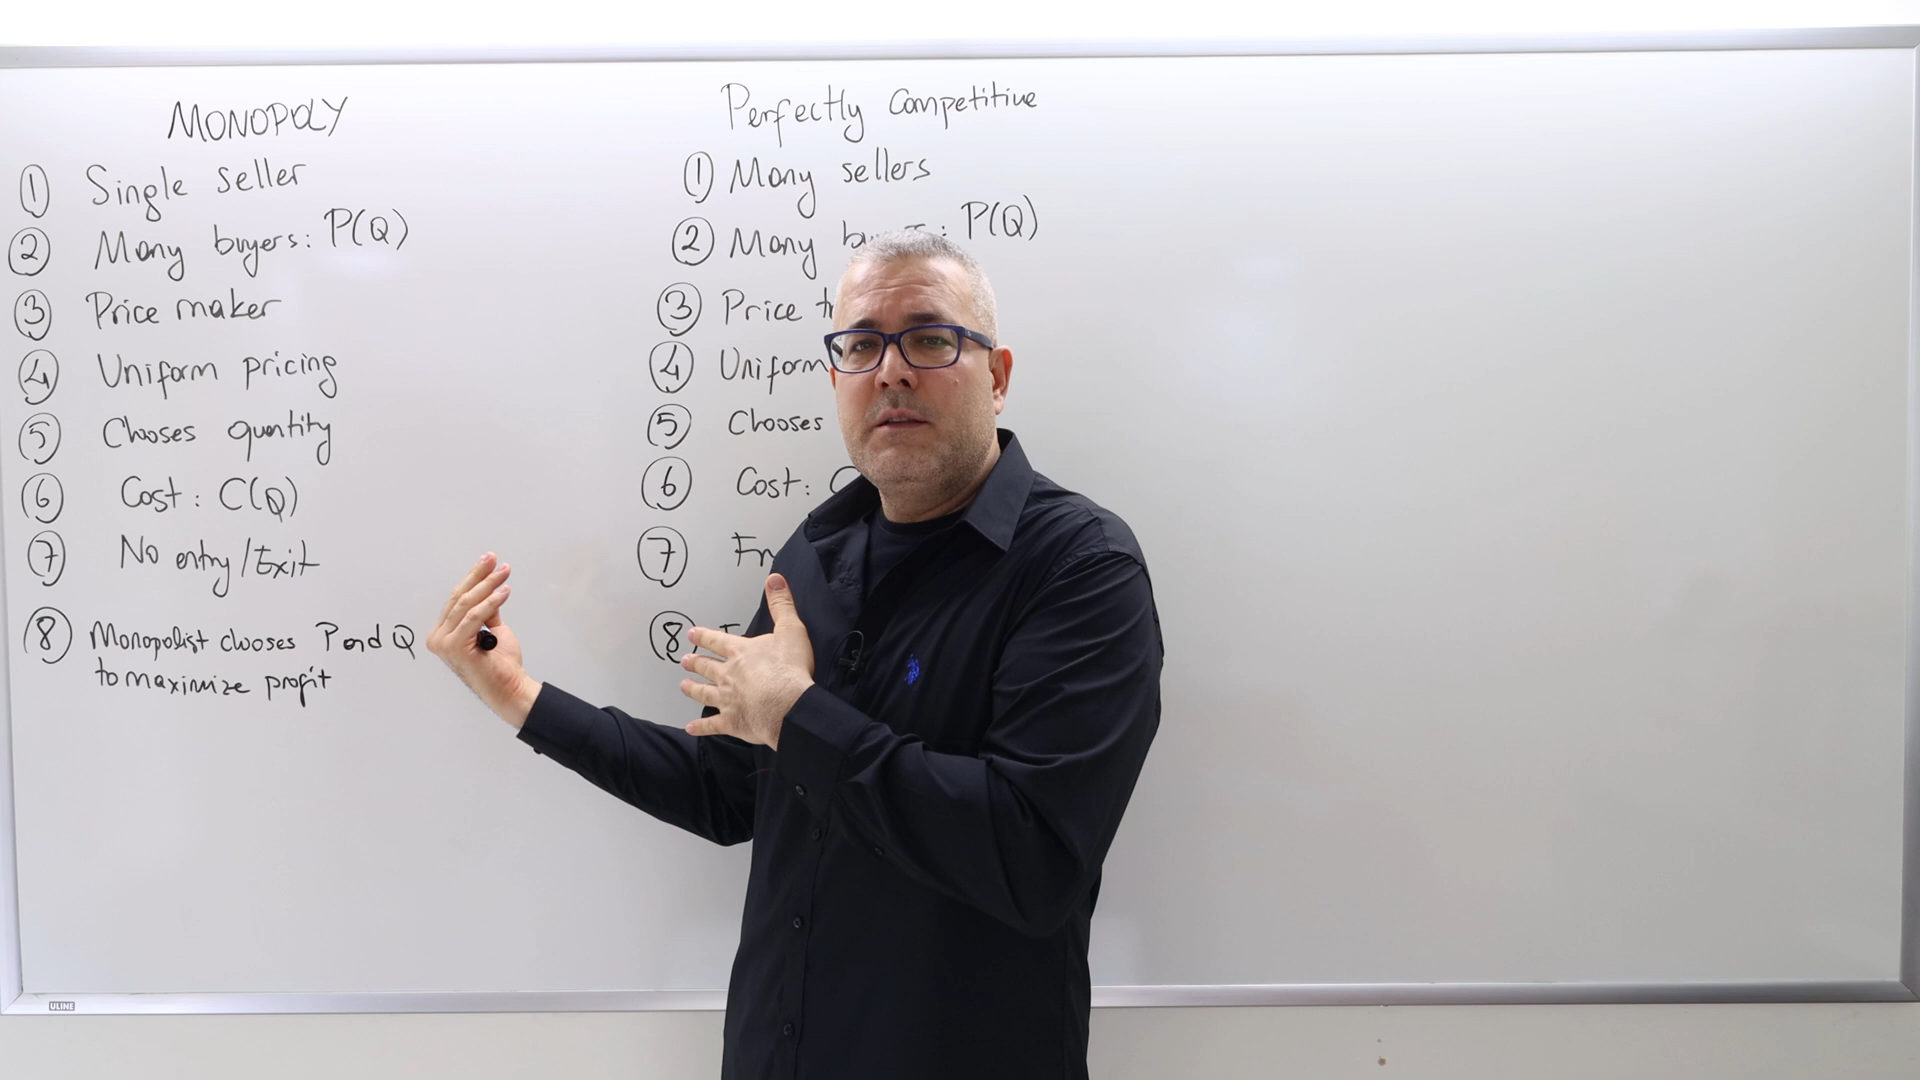 MONOPOLY
① Single seller
② Many buyers: P(Q)
③ Price maker
④ Uniform pricing
⑤ Chooses quantity
⑥ Cost: C(Q)
⑦ No entry/Exit
⑧ Monopolist chooses P and Q
to maximize profit
Perfectly Competitive
① Many sellers
② Many : P(Q)
③ Price
④ Uniform
⑤ Chooses
⑥ Cost:
⑦
⑧
ULINE